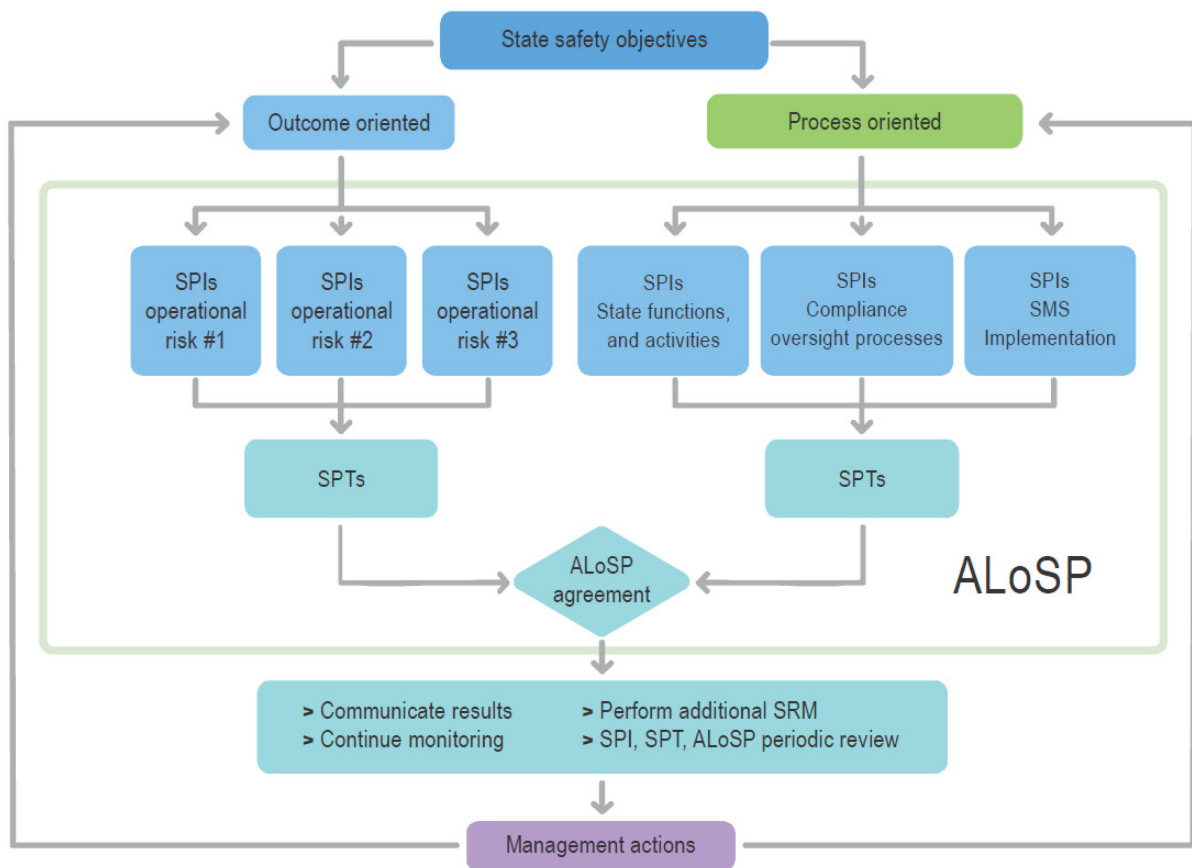 State safety objectives
Outcome oriented
Process oriented
SPIs
operational
risk #1
SPIs
operational
risk #2
SPIs
operational
risk #3
SPIs
State functions,
and activities
SPIs
Compliance
oversight processes
SPIs
SMS
Implementation
SPTs
SPTs
ALoSP
agreement
ALoSP
> Communicate results
> Continue monitoring
> Perform additional SRM
> SPI, SPT, ALoSP periodic review
Management actions